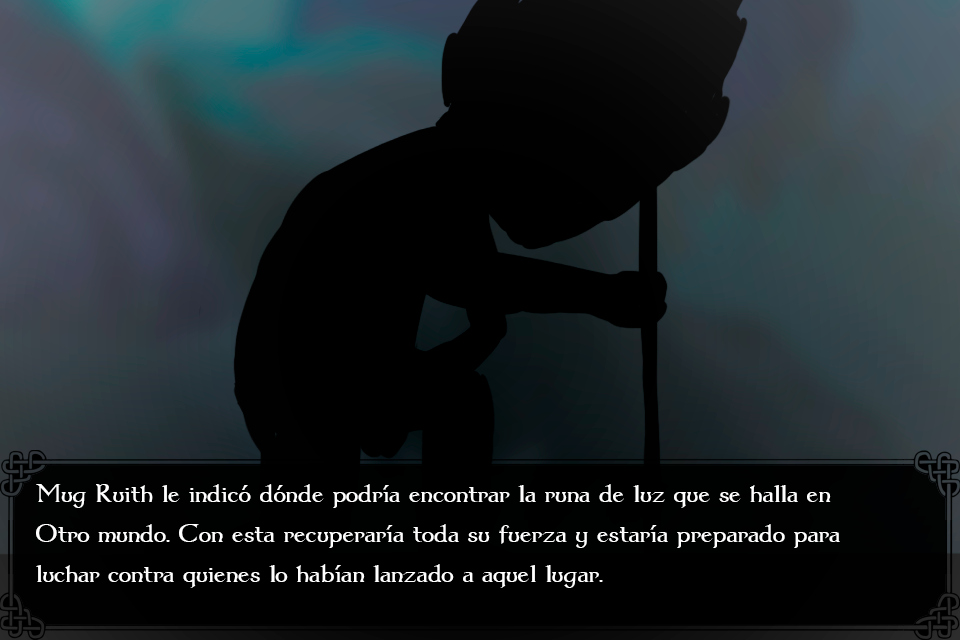 Mug Ruith le indicó dónde podría encontrar la runa de luz que se halla en
Otro mundo. Con esta recuperaría toda su fuerza y estaría preparado para
luchar contra quienes lo habían lanzado a aquel lugar.